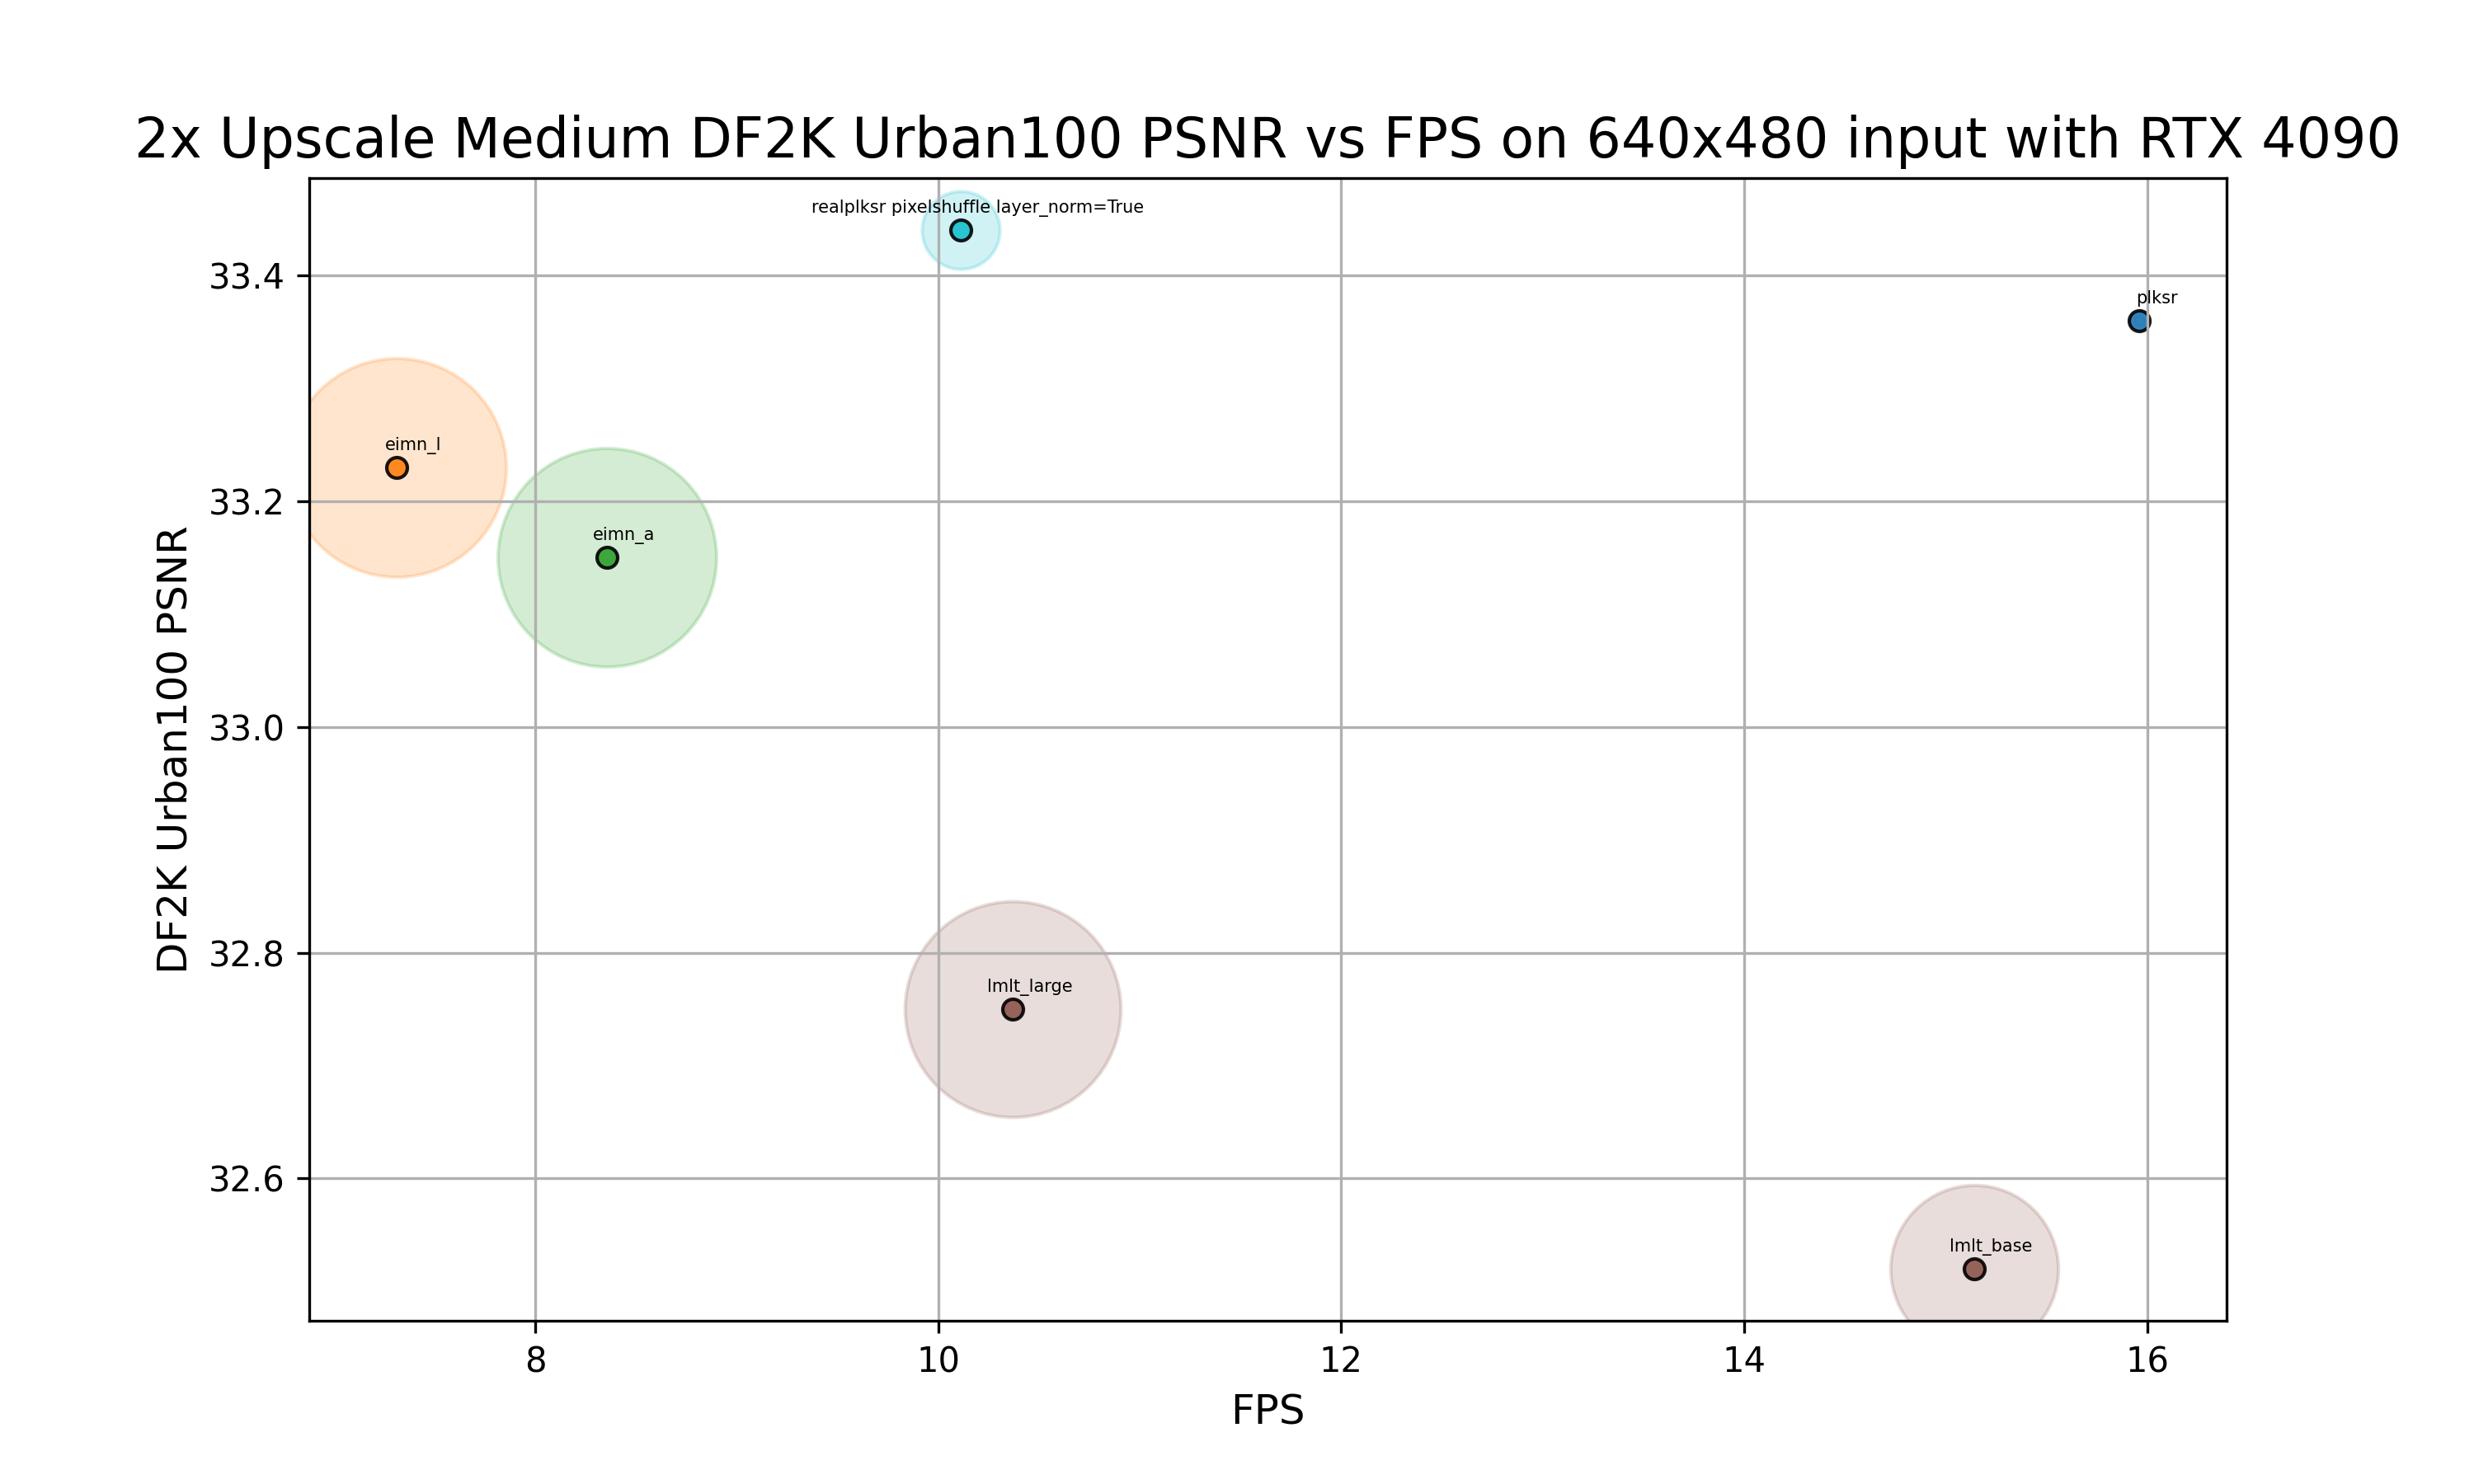 2x Upscale Medium DF2K Urban100 PSNR vs FPS on 640x480 input with RTX 4090
realplksr pixelshuffle layer_norm=True
33.4
plksr
eimn_l
33.2
eimn_a
DF2K Urban100 PSNR
33.0
32.8
lmlt_large
32.6
lmlt_base
8
10
12
14
16
FPS